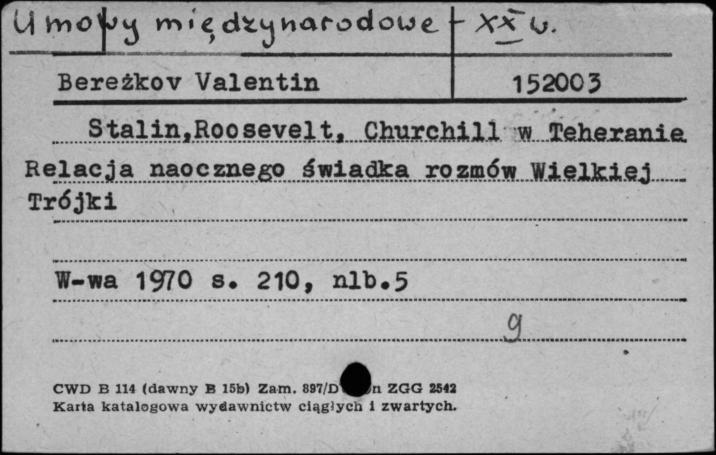 Umowy międzynarodowe - XX w.
Bereżkov Valentin 152003
Stalin,Roosevelt, Churchill w Teheranie
Relacja naocznego świadka rozmów Wielkiej
Trójki
W-wa 1970 s. 210, nlb.5
g
CWD B 114 (dawny B 15b) Zam. 897/D n ZGG 2542
Karta katalogowa wydawnictw ciągłych i zwartych.